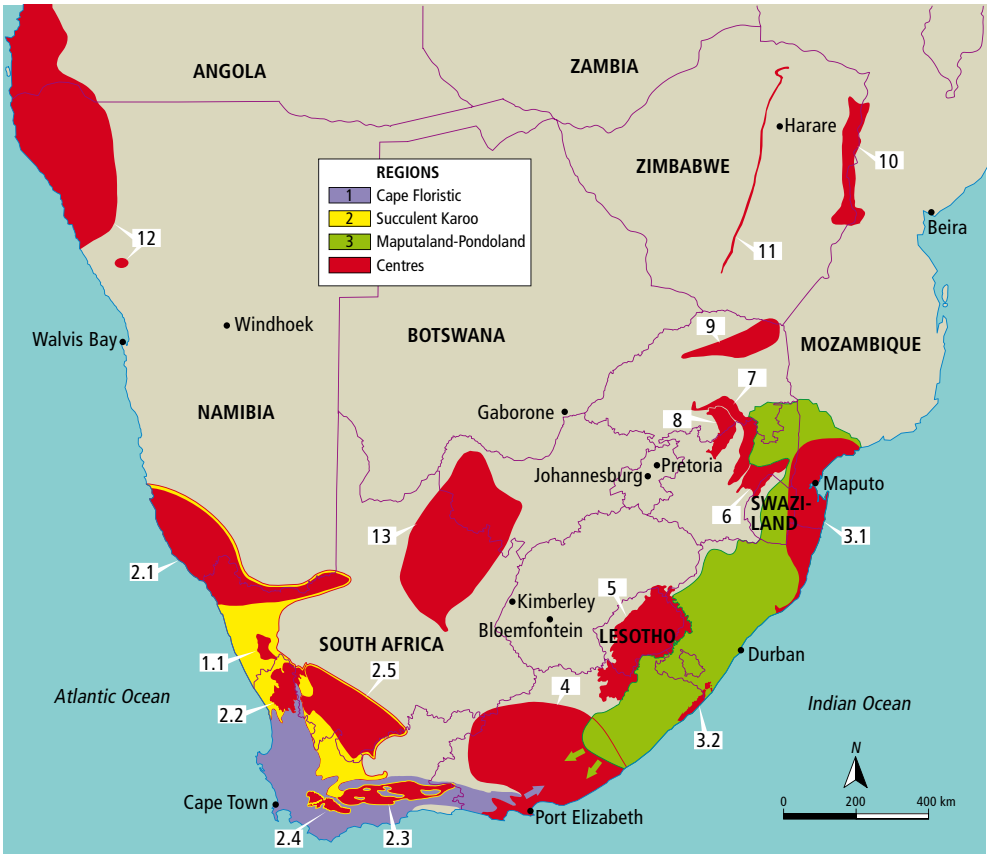 ANGOLA
ZAMBIA
Harare
ZIMBABWE
10
REGIONS
1 Cape Floristic
2 Succulent Karoo
3 Maputaland-Pondoland
Centres
Beira
12
11
Windhoek
Walvis Bay
BOTSWANA
9
MOZAMBIQUE
7
NAMIBIA
Gaborone
8
Pretoria
Johannesburg
Maputo
SWAZI-
LAND
6
13
3.1
2.1
5
Kimberley
Bloemfontein
LESOTHO
SOUTH AFRICA
Durban
1.1
2.5
4
Atlantic Ocean
Indian Ocean
2.2
3.2
N
Cape Town
Port Elizabeth
0 200 400 km
2.4
2.3